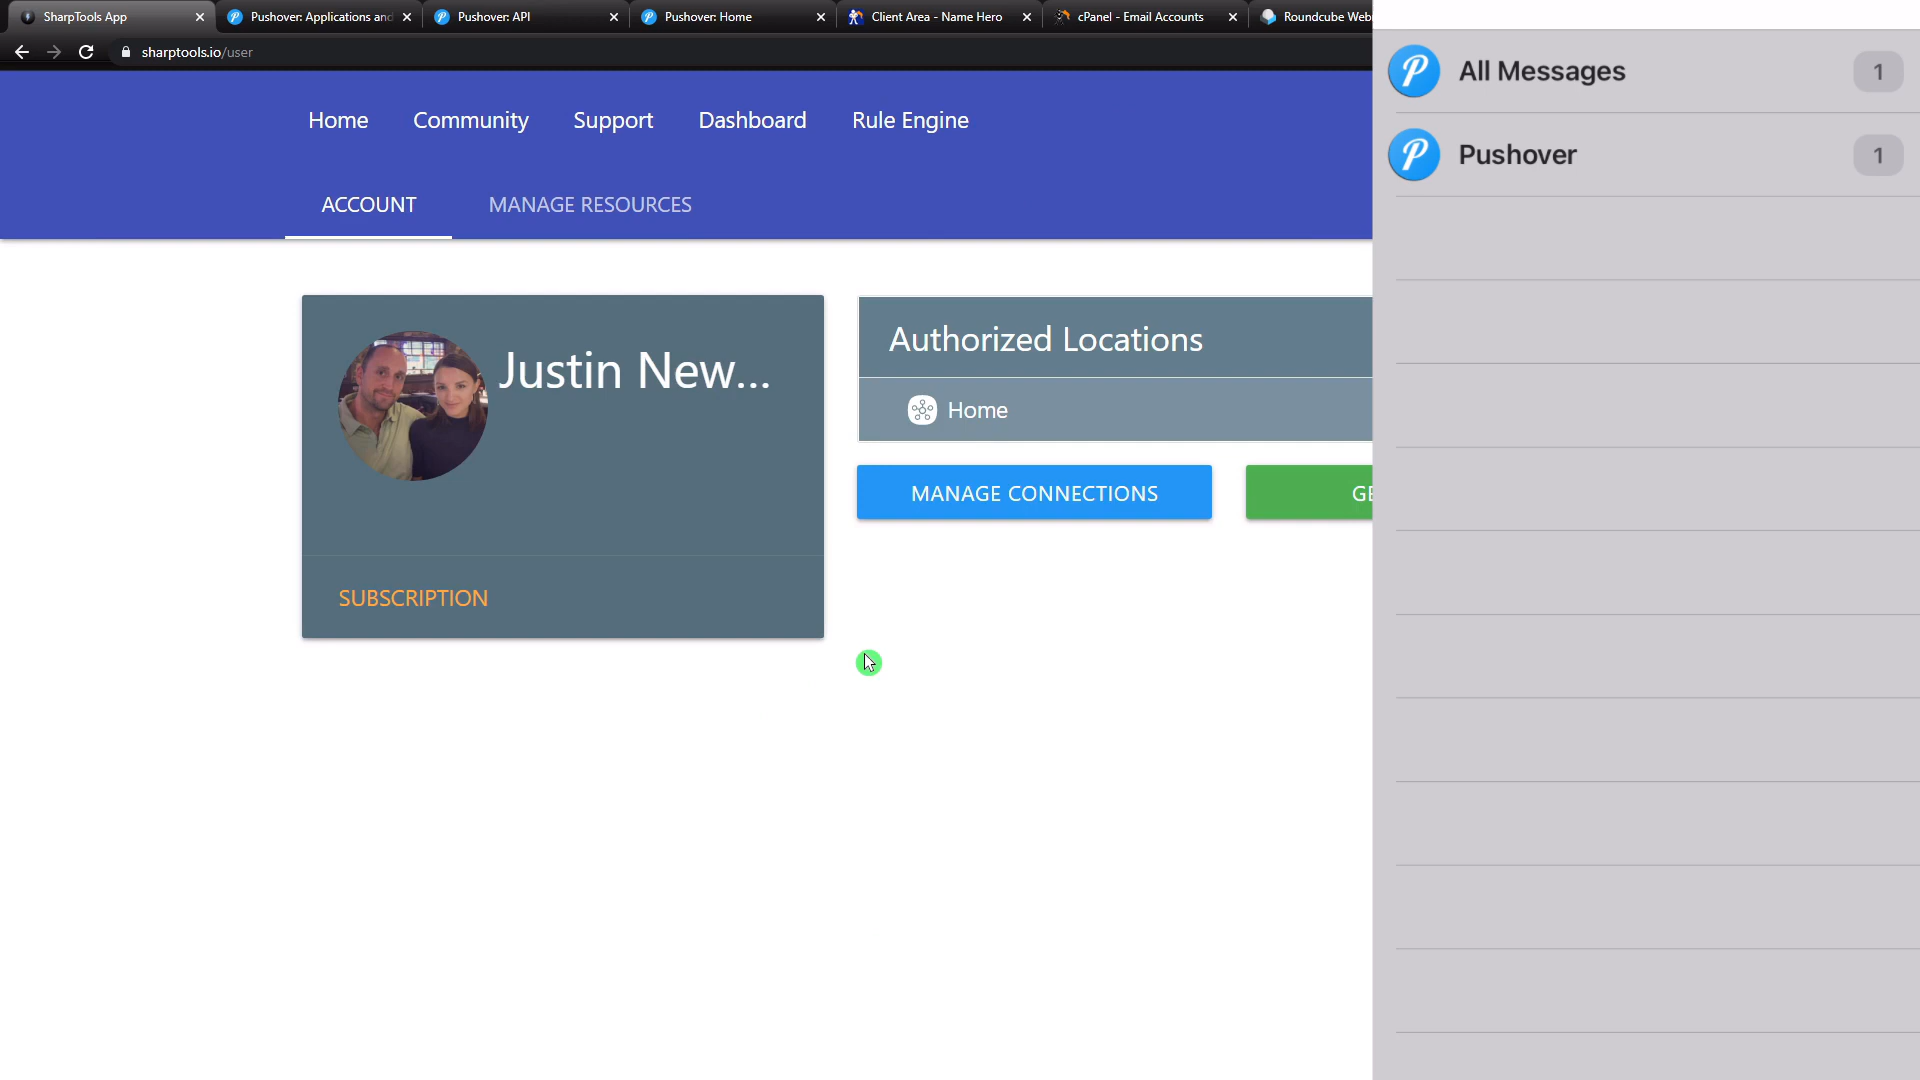 SharpTools App
Pushover: Applications and
Pushover: API
Pushover: Home
Client Area - Name Hero
cPanel - Email Accounts
Roundcube Web
sharptools.io/user
Home
Community
Support
Dashboard
Rule Engine
ACCOUNT
MANAGE RESOURCES
Justin New...
SUBSCRIPTION
Authorized Locations
Home
MANAGE CONNECTIONS
GE
All Messages
1
Pushover
1